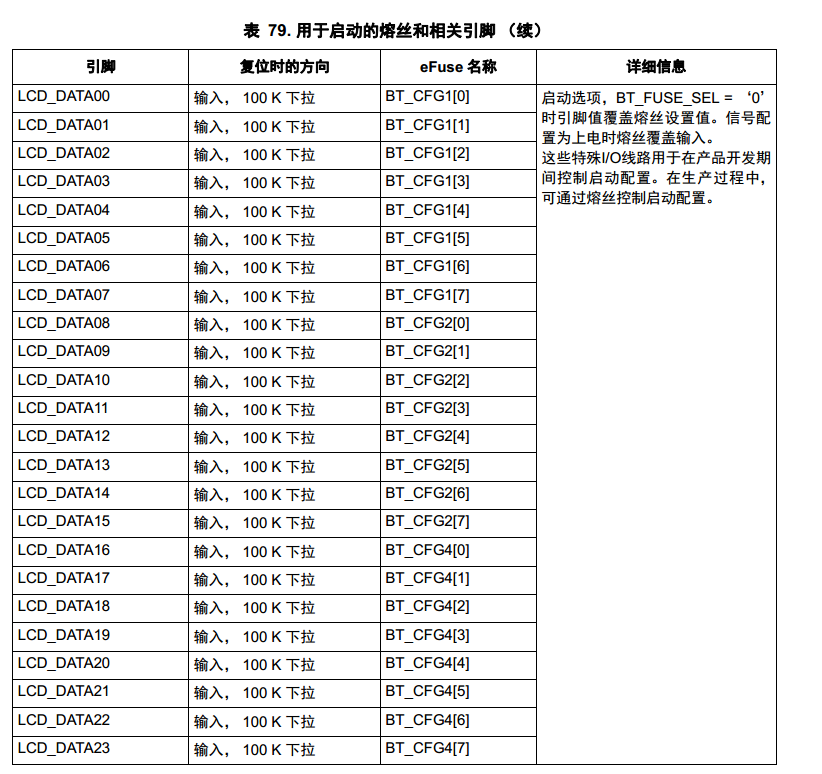 表 79. 用于启动的熔丝和相关引脚 （续）
引脚 复位时的方向 eFuse 名称 详细信息
LCD_DATA00 输入， 100 K 下拉 BT_CFG1[0] 启动选项，BT_FUSE_SEL = ‘0’
时引脚值覆盖熔丝设置值。信号配
置为上电时熔丝覆盖输入。
这些特殊I/O线路用于在产品开发期
间控制启动配置。在生产过程中，
可通过熔丝控制启动配置。
LCD_DATA01 输入， 100 K 下拉 BT_CFG1[1]
LCD_DATA02 输入， 100 K 下拉 BT_CFG1[2]
LCD_DATA03 输入， 100 K 下拉 BT_CFG1[3]
LCD_DATA04 输入， 100 K 下拉 BT_CFG1[4]
LCD_DATA05 输入， 100 K 下拉 BT_CFG1[5]
LCD_DATA06 输入， 100 K 下拉 BT_CFG1[6]
LCD_DATA07 输入， 100 K 下拉 BT_CFG1[7]
LCD_DATA08 输入， 100 K 下拉 BT_CFG2[0]
LCD_DATA09 输入， 100 K 下拉 BT_CFG2[1]
LCD_DATA10 输入， 100 K 下拉 BT_CFG2[2]
LCD_DATA11 输入， 100 K 下拉 BT_CFG2[3]
LCD_DATA12 输入， 100 K 下拉 BT_CFG2[4]
LCD_DATA13 输入， 100 K 下拉 BT_CFG2[5]
LCD_DATA14 输入， 100 K 下拉 BT_CFG2[6]
LCD_DATA15 输入， 100 K 下拉 BT_CFG2[7]
LCD_DATA16 输入， 100 K 下拉 BT_CFG4[0]
LCD_DATA17 输入， 100 K 下拉 BT_CFG4[1]
LCD_DATA18 输入， 100 K 下拉 BT_CFG4[2]
LCD_DATA19 输入， 100 K 下拉 BT_CFG4[3]
LCD_DATA20 输入， 100 K 下拉 BT_CFG4[4]
LCD_DATA21 输入， 100 K 下拉 BT_CFG4[5]
LCD_DATA22 输入， 100 K 下拉 BT_CFG4[6]
LCD_DATA23 输入， 100 K 下拉 BT_CFG4[7]